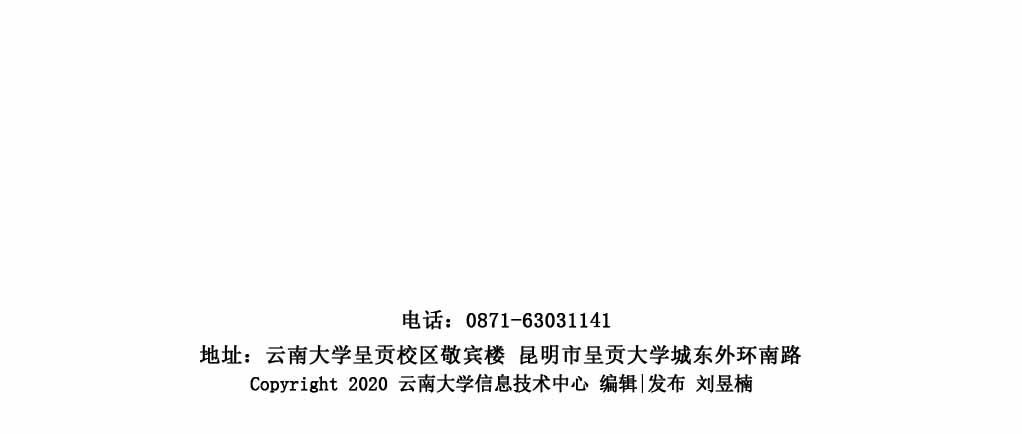 电话：0871-63031141
地址：云南大学呈贡校区敬宾楼 昆明市呈贡大学城东外环南路
Copyright 2020 云南大学信息技术中心 编辑|发布 刘昱楠